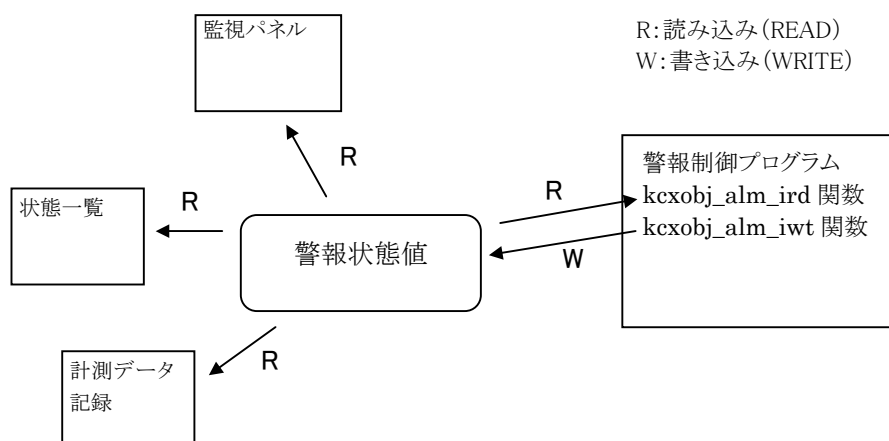 監視パネル
R:読み込み(READ)
W:書き込み(WRITE)
R
警報制御プログラム
kcxobj_alm_ird 関数
kcxobj_alm_iwt 関数
R
状態一覧
R
警報状態値
W
R
計測データ
記録